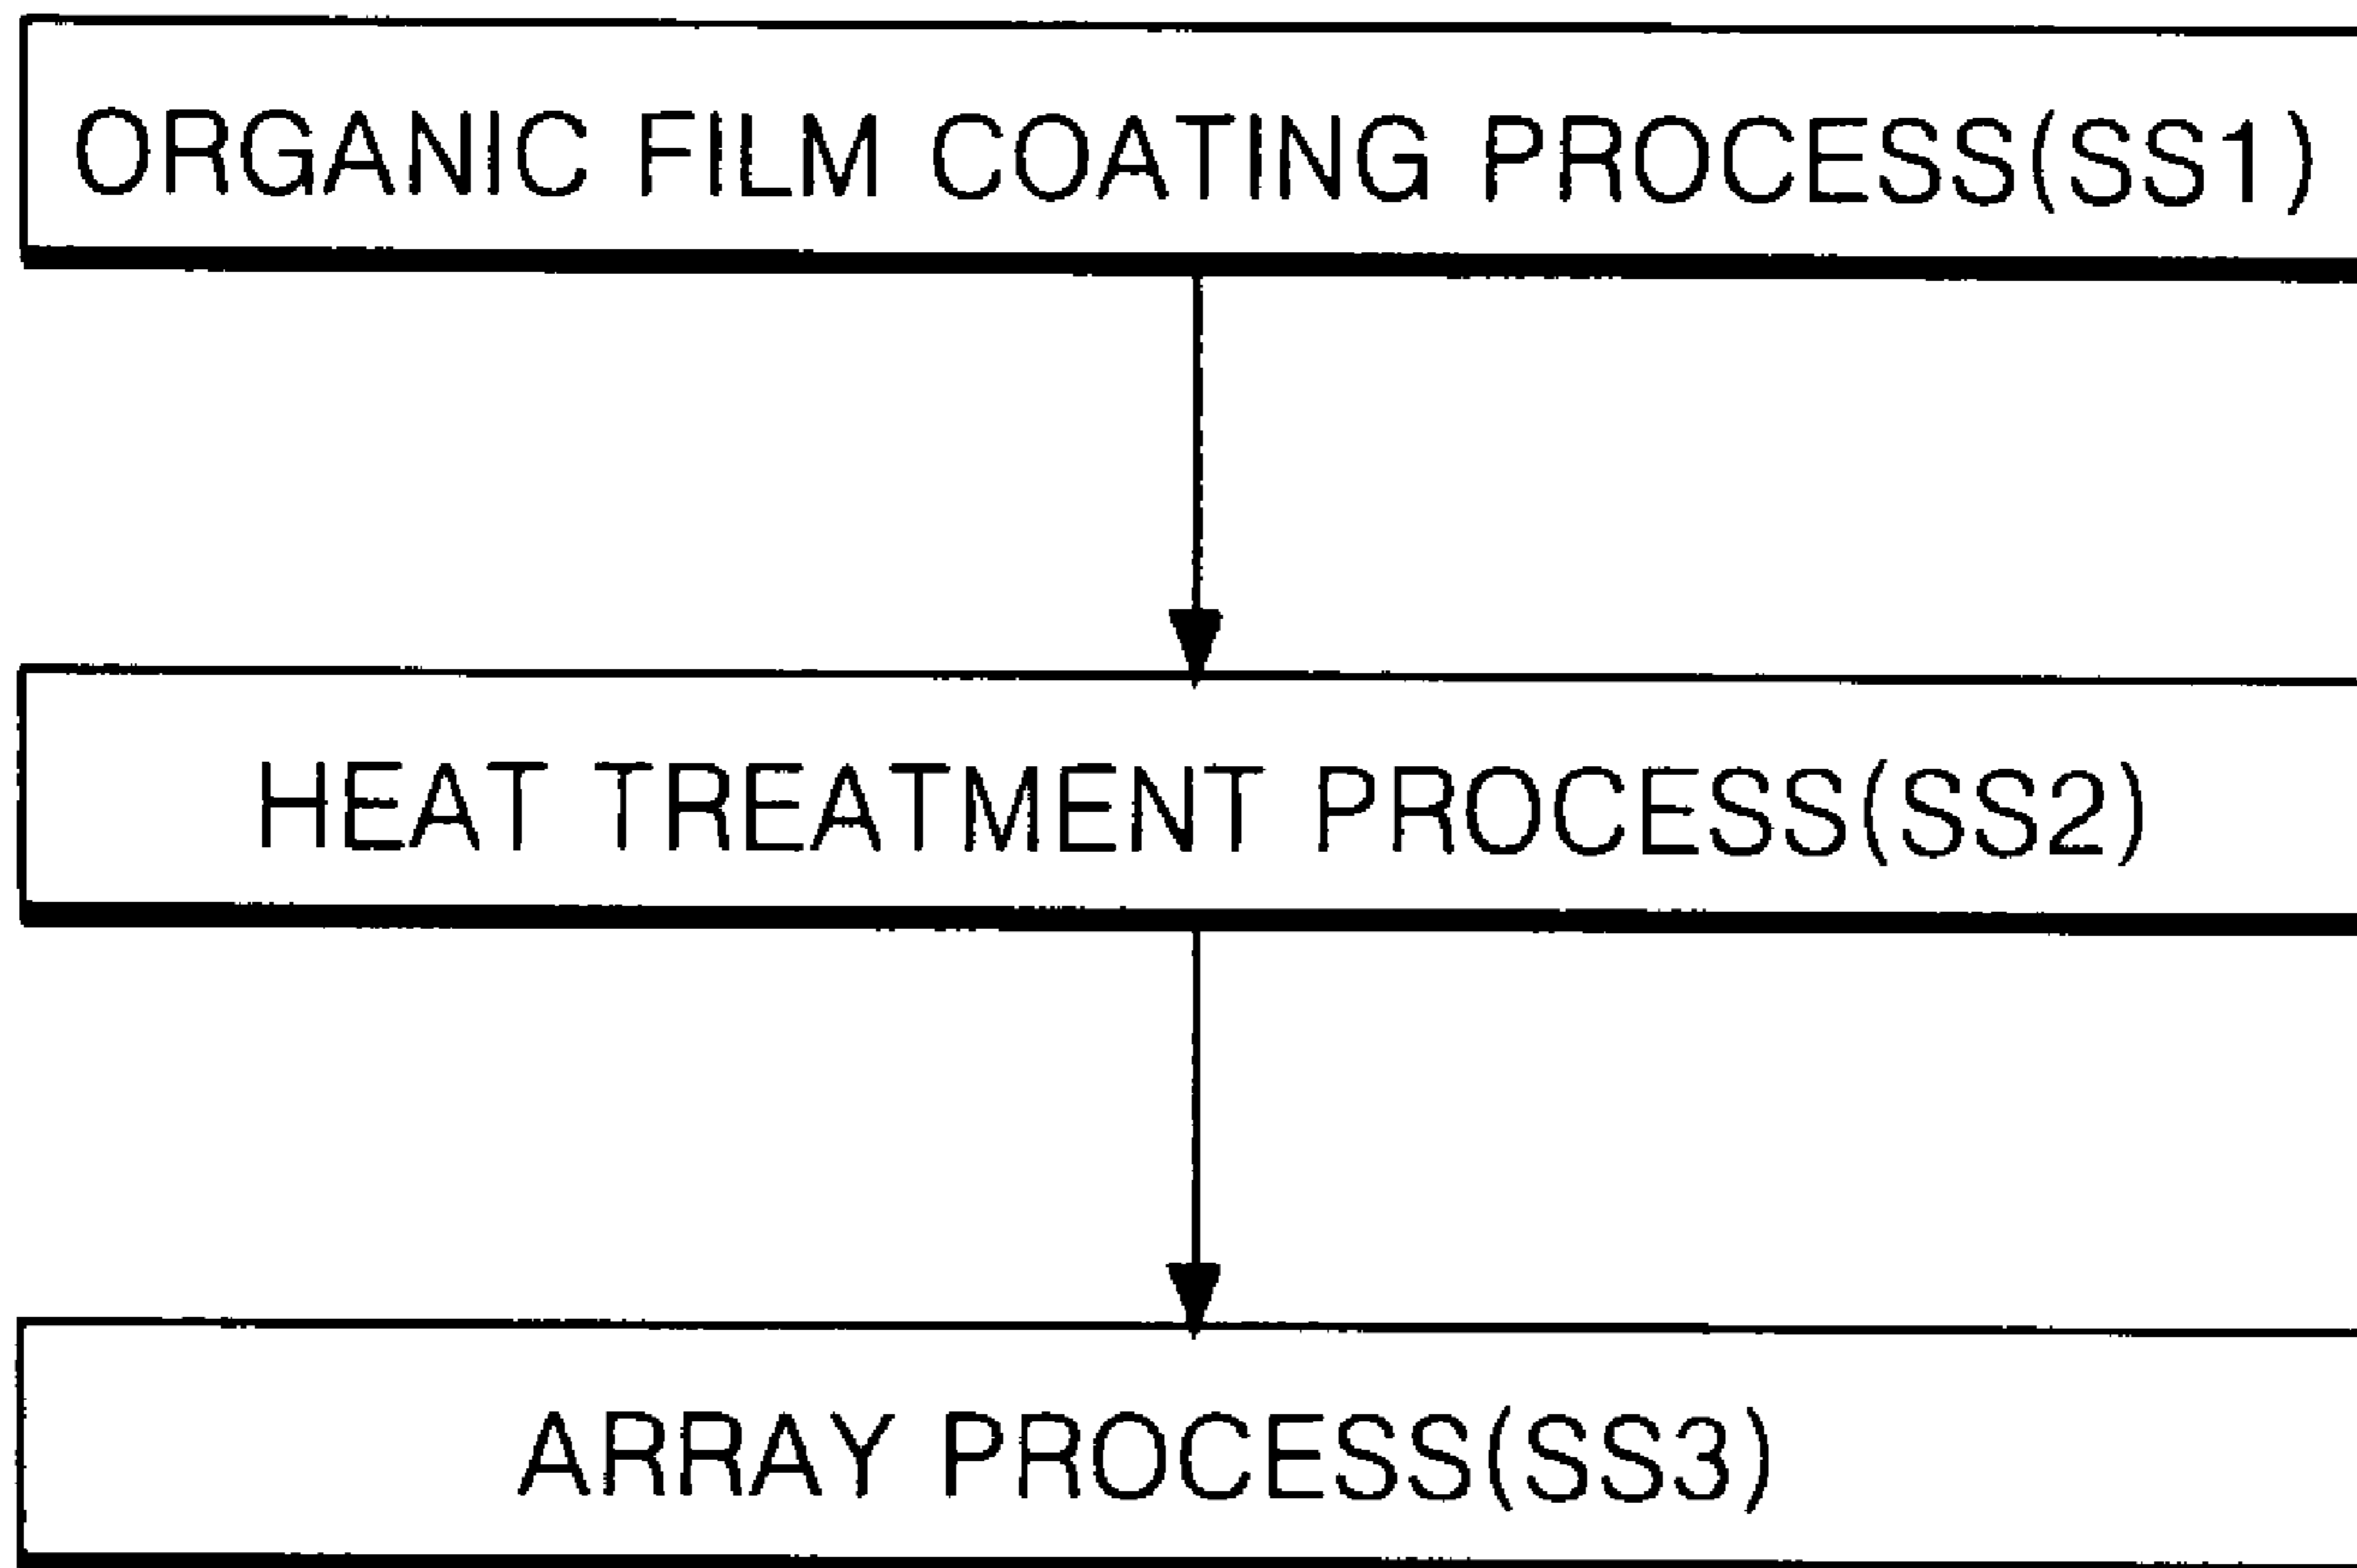 ORGANIC FILM COATING PROCESS(SS1)
HEAT TREATMENT PROCESS(SS2)
ARRAY PROCESS(SS3)